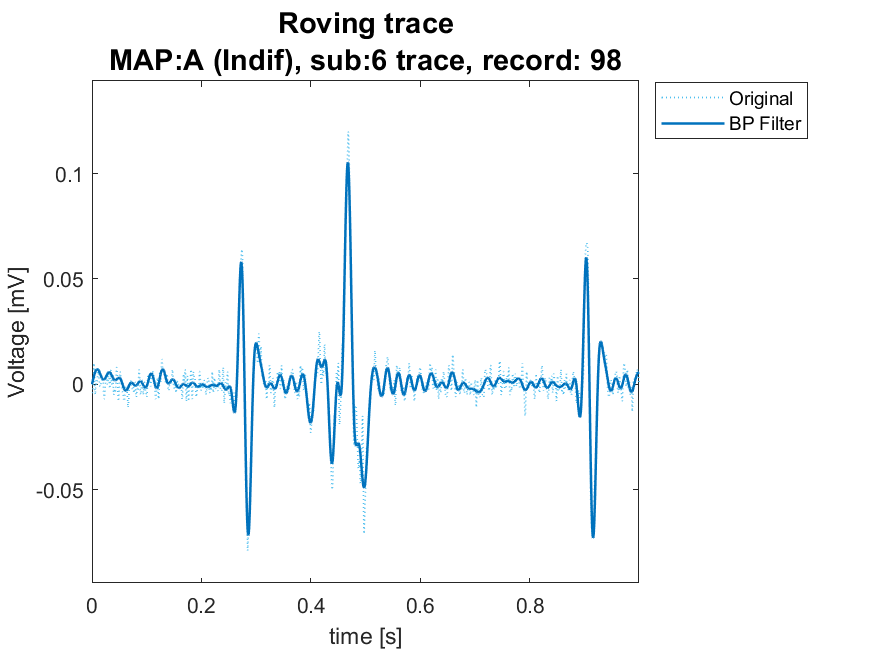 Roving trace
MAP:A (Indif), sub:6 trace, record: 98
Original
BP Filter
0.1
0.05
0
-0.05
Voltage [mV]
0
0.2
0.4
0.6
0.8
time [s]